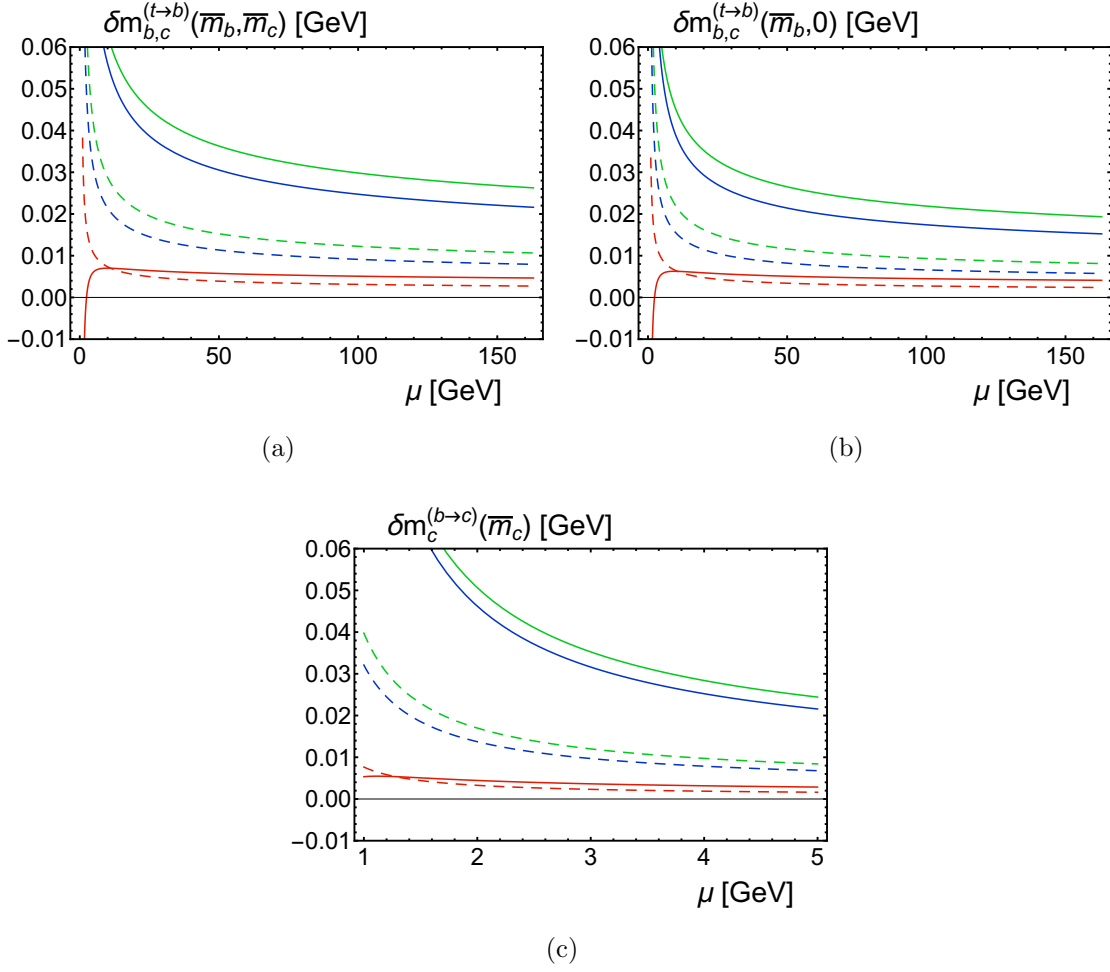 δm_{b,c}^{(t→b)}(m̅_b,m̅_c) [GeV]
0.06
0.05
0.04
0.03
0.02
0.01
0.00
−0.01
0 50 100 150
μ [GeV]
(a)
δm_{b,c}^{(t→b)}(m̅_b,0) [GeV]
0.06
0.05
0.04
0.03
0.02
0.01
0.00
−0.01
0 50 100 150
μ [GeV]
(b)
δm_c^{(b→c)}(m̅_c) [GeV]
0.06
0.05
0.04
0.03
0.02
0.01
0.00
−0.01
1 2 3 4 5
μ [GeV]
(c)